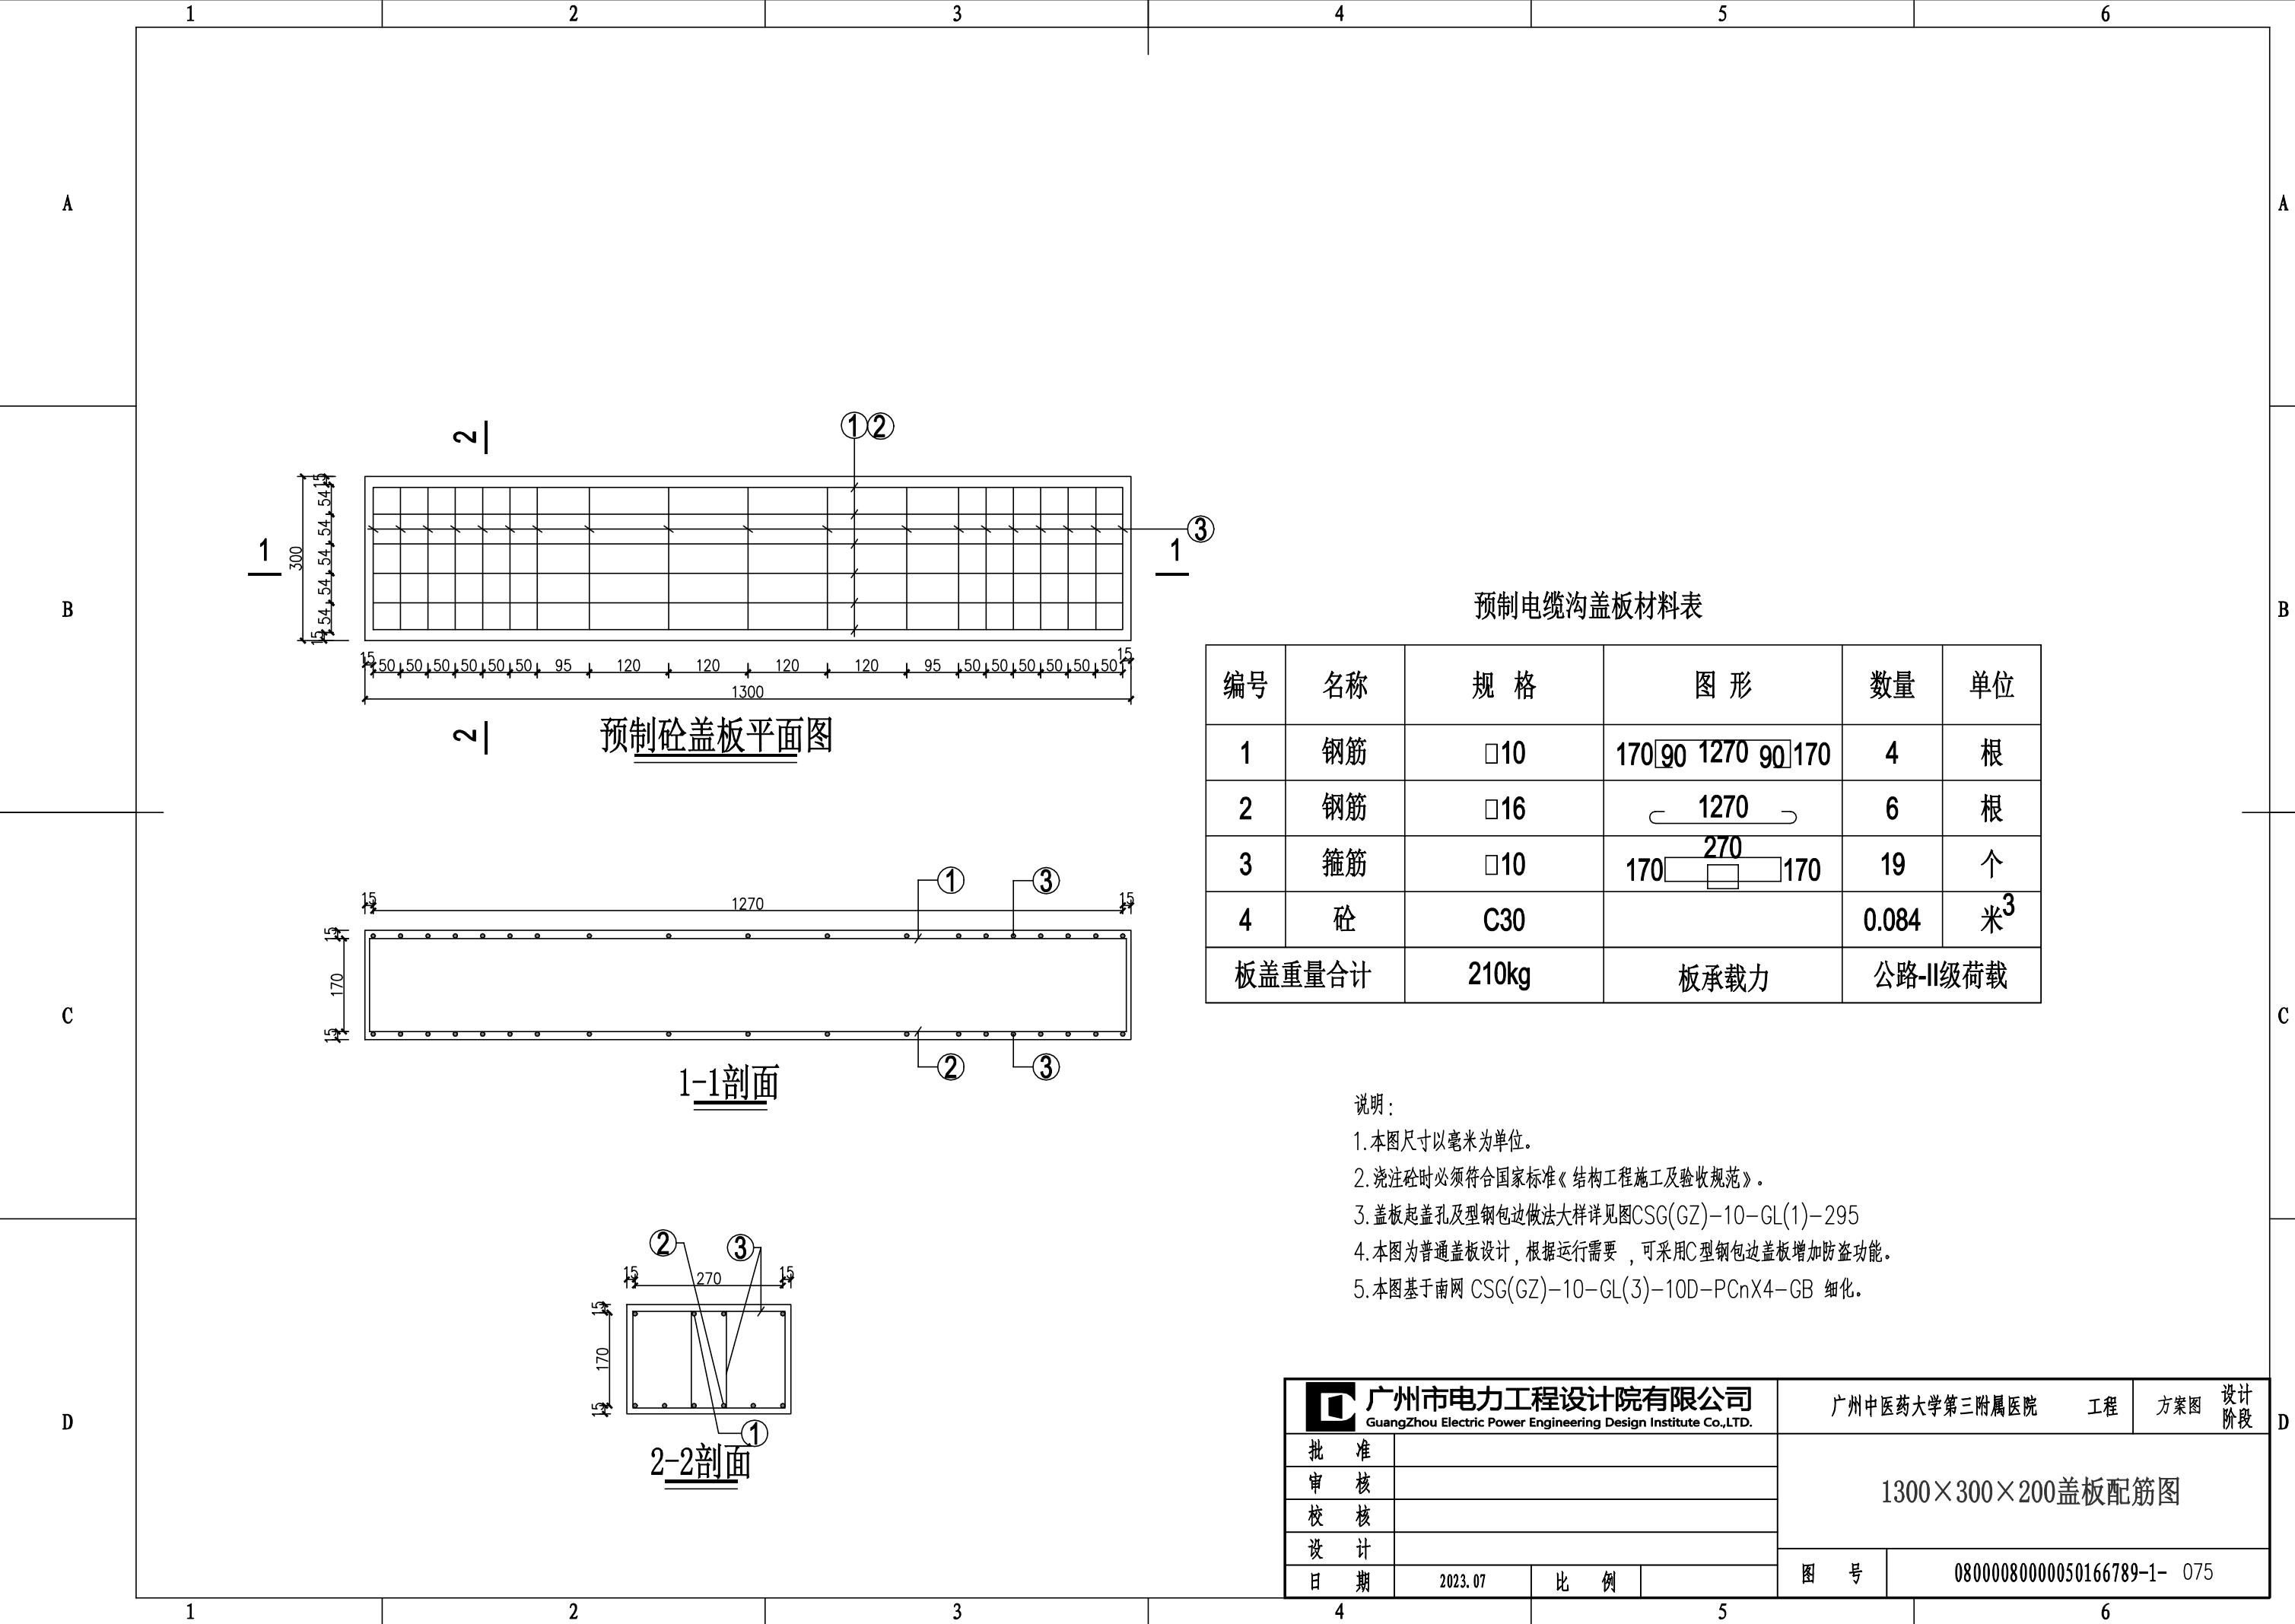 1 2 3 4 5 6
A A
B B
C C
D D
2
① ②
③
1 1
300
15 54 54 54 54 54 15
15 50 50 50 50 50 50 95 120 120 120 120 95 50 50 50 50 50 50 15
1300
2
预制砼盖板平面图
① ③
15 1270 15
15
170
15
② ③
1-1剖面
② ③
15 270 15
15
170
15
①
2-2剖面
预制电缆沟盖板材料表
编号 名称 规 格 图 形 数量 单位
1 钢筋 □10 170 90 1270 90 170 4 根
2 钢筋 □16 1270 6 根
3 箍筋 □10 170 270 170 19 个
4 砼 C30 0.084 米3
板盖重量合计 210kg 板承载力 公路-II级荷载
说明：
1.本图尺寸以毫米为单位。
2.浇注砼时必须符合国家标准《结构工程施工及验收规范》。
3.盖板起盖孔及型钢包边做法大样详见图CSG(GZ)-10-GL(1)-295
4.本图为普通盖板设计，根据运行需要 ，可采用C型钢包边盖板增加防盗功能。
5.本图基于南网 CSG(GZ)-10-GL(3)-10D-PCnX4-GB 细化。
广州市电力工程设计院有限公司
GuangZhou Electric Power Engineering Design Institute Co.,LTD.
广州中医药大学第三附属医院 工程 方案图 设计阶段
批 准
审 核
校 核
设 计
日 期 2023.07 比 例
1300×300×200盖板配筋图
图 号 08000080000050166789-1- 075
1 2 3 4 5 6